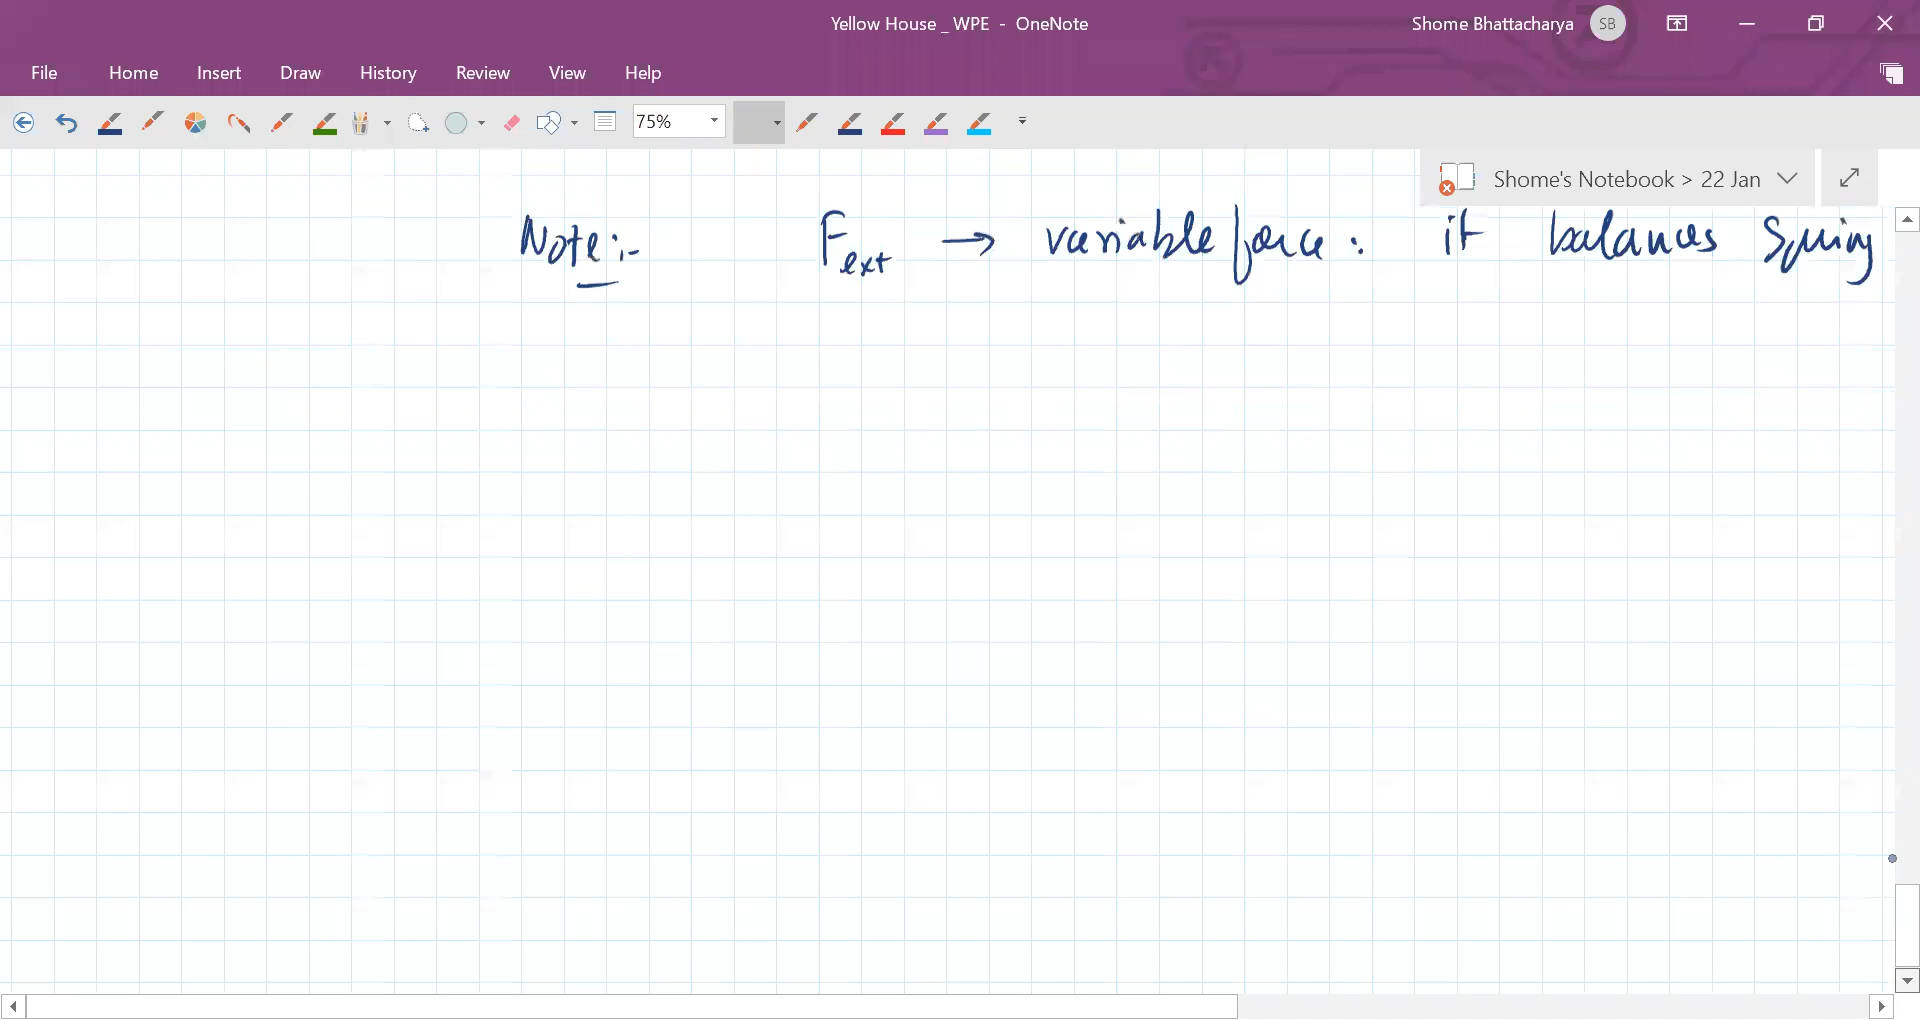 Yellow House _ WPE - OneNote
Shome Bhattacharya SB
File Home Insert Draw History Review View Help
75%
Shome's Notebook > 22 Jan
Note:- Fext → variable force : it balances Spring